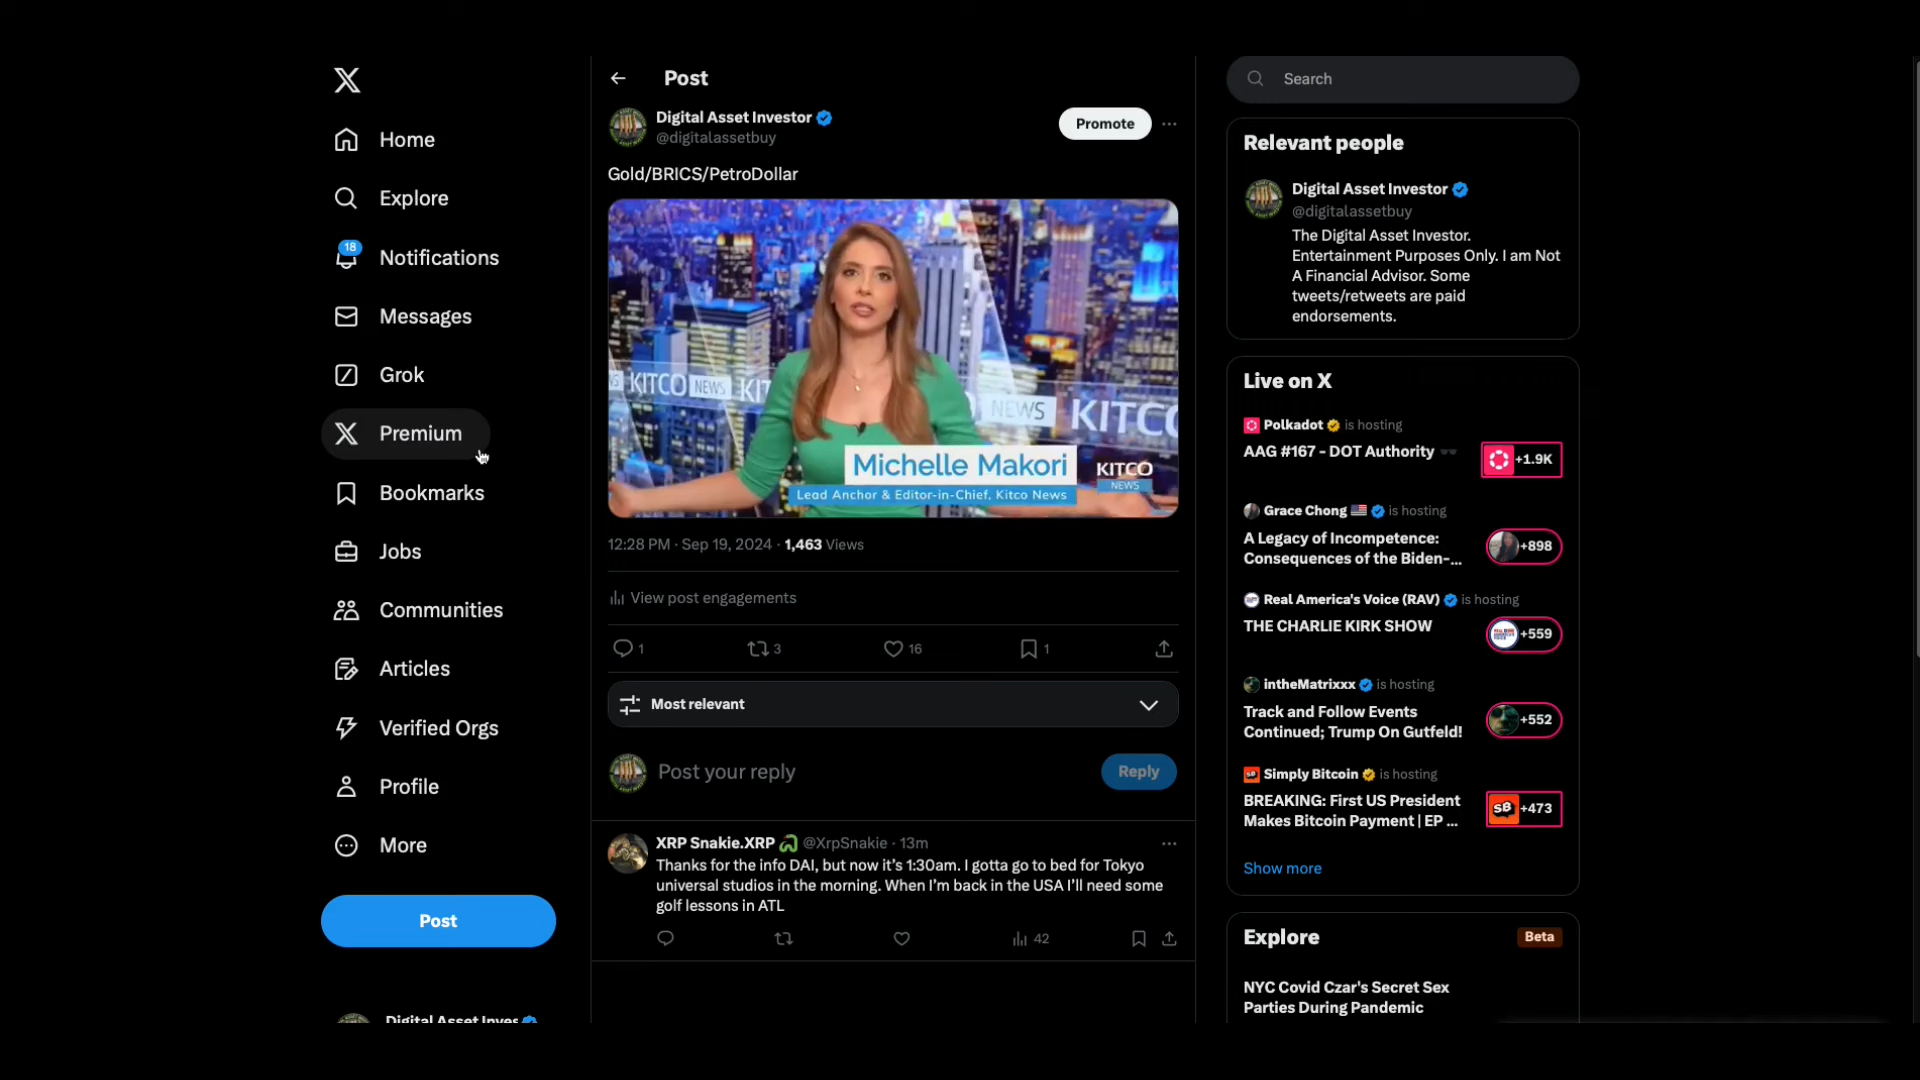 Home
Explore
18
Notifications
Messages
Grok
Premium
Bookmarks
Jobs
Communities
Articles
Verified Orgs
Profile
More
Post
Digital Asset Inves
Post
Digital Asset Investor
@digitalassetbuy
Promote
Gold/BRICS/PetroDollar
KITCO NEWS
NEWS
KITC
Michelle Makori
Lead Anchor & Editor-in-Chief, Kitco News
KITCO
NEWS
12:28 PM · Sep 19, 2024 · 1,463 Views
View post engagements
1 3 16 1
Most relevant
Post your reply
Reply
XRP Snakie.XRP @XrpSnakie · 13m
Thanks for the info DAI, but now it's 1:30am. I gotta go to bed for Tokyo
universal studios in the morning. When I'm back in the USA I'll need some
golf lessons in ATL
42
Search
Relevant people
Digital Asset Investor
@digitalassetbuy
The Digital Asset Investor.
Entertainment Purposes Only. I am Not
A Financial Advisor. Some
tweets/retweets are paid
endorsements.
Live on X
Polkadot is hosting
AAG #167 - DOT Authority
+1.9K
Grace Chong is hosting
A Legacy of Incompetence:
Consequences of the Biden-...
+898
Real America's Voice (RAV) is hosting
THE CHARLIE KIRK SHOW
+559
intheMatrixxx is hosting
Track and Follow Events
Continued; Trump On Gutfeld!
+552
Simply Bitcoin is hosting
BREAKING: First US President
Makes Bitcoin Payment | EP ...
SB +473
Show more
Explore
Beta
NYC Covid Czar's Secret Sex
Parties During Pandemic